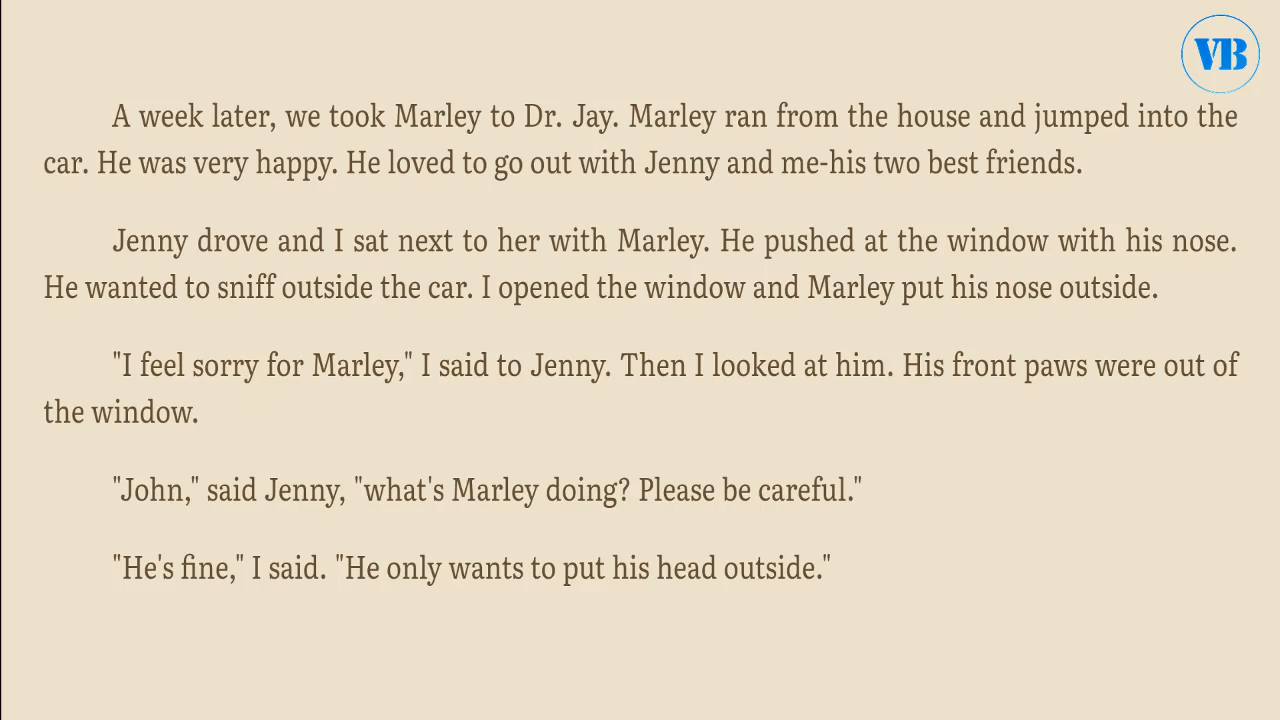 VB
A week later, we took Marley to Dr. Jay. Marley ran from the house and jumped into the
car. He was very happy. He loved to go out with Jenny and me-his two best friends.
Jenny drove and I sat next to her with Marley. He pushed at the window with his nose.
He wanted to sniff outside the car. I opened the window and Marley put his nose outside.
"I feel sorry for Marley," I said to Jenny. Then I looked at him. His front paws were out of
the window.
"John," said Jenny, "what's Marley doing? Please be careful."
"He's fine," I said. "He only wants to put his head outside."